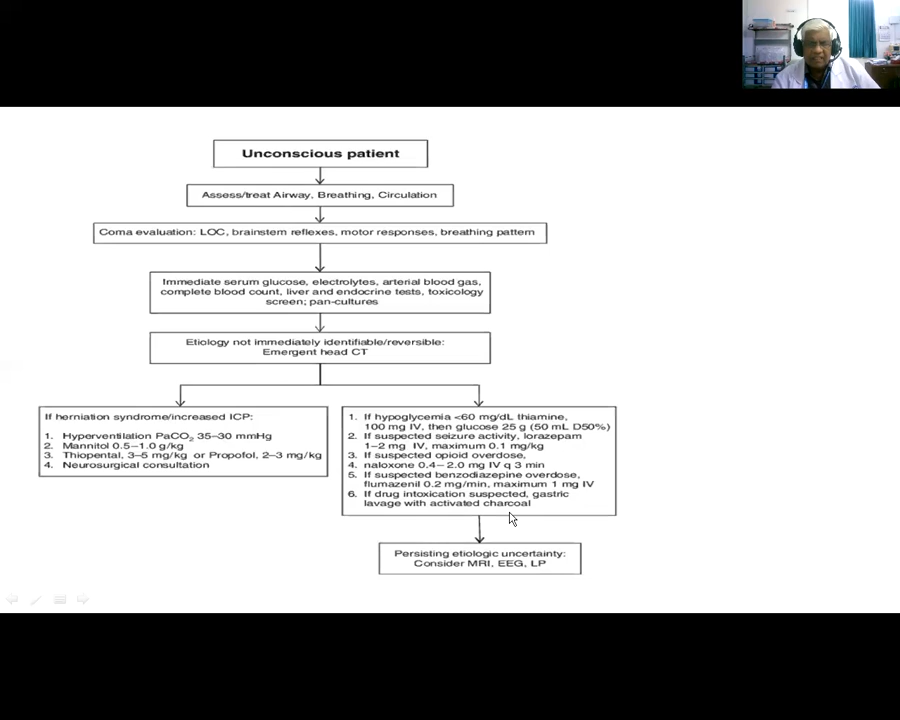 Unconscious patient
Assess/treat Airway, Breathing, Circulation
Coma evaluation: LOC, brainstem reflexes, motor responses, breathing pattern
Immediate serum glucose, electrolytes, arterial blood gas,
complete blood count, liver and endocrine tests, toxicology
screen; pan-cultures
Etiology not immediately identifiable/reversible:
Emergent head CT
If herniation syndrome/increased ICP:
1. Hyperventilation PaCO2 35–30 mmHg
2. Mannitol 0.5–1.0 g/kg
3. Thiopental, 3–5 mg/kg or Propofol, 2–3 mg/kg
4. Neurosurgical consultation
1. If hypoglycemia <60 mg/dL thiamine,
100 mg IV, then glucose 25 g (50 mL D50%)
2. If suspected seizure activity, lorazepam
1–2 mg IV, maximum 0.1 mg/kg
3. If suspected opioid overdose,
4. naloxone 0.4–2.0 mg IV q 3 min
5. If suspected benzodiazepine overdose,
flumazenil 0.2 mg/min, maximum 1 mg IV
6. If drug intoxication suspected, gastric
lavage with activated charcoal
Persisting etiologic uncertainty:
Consider MRI, EEG, LP